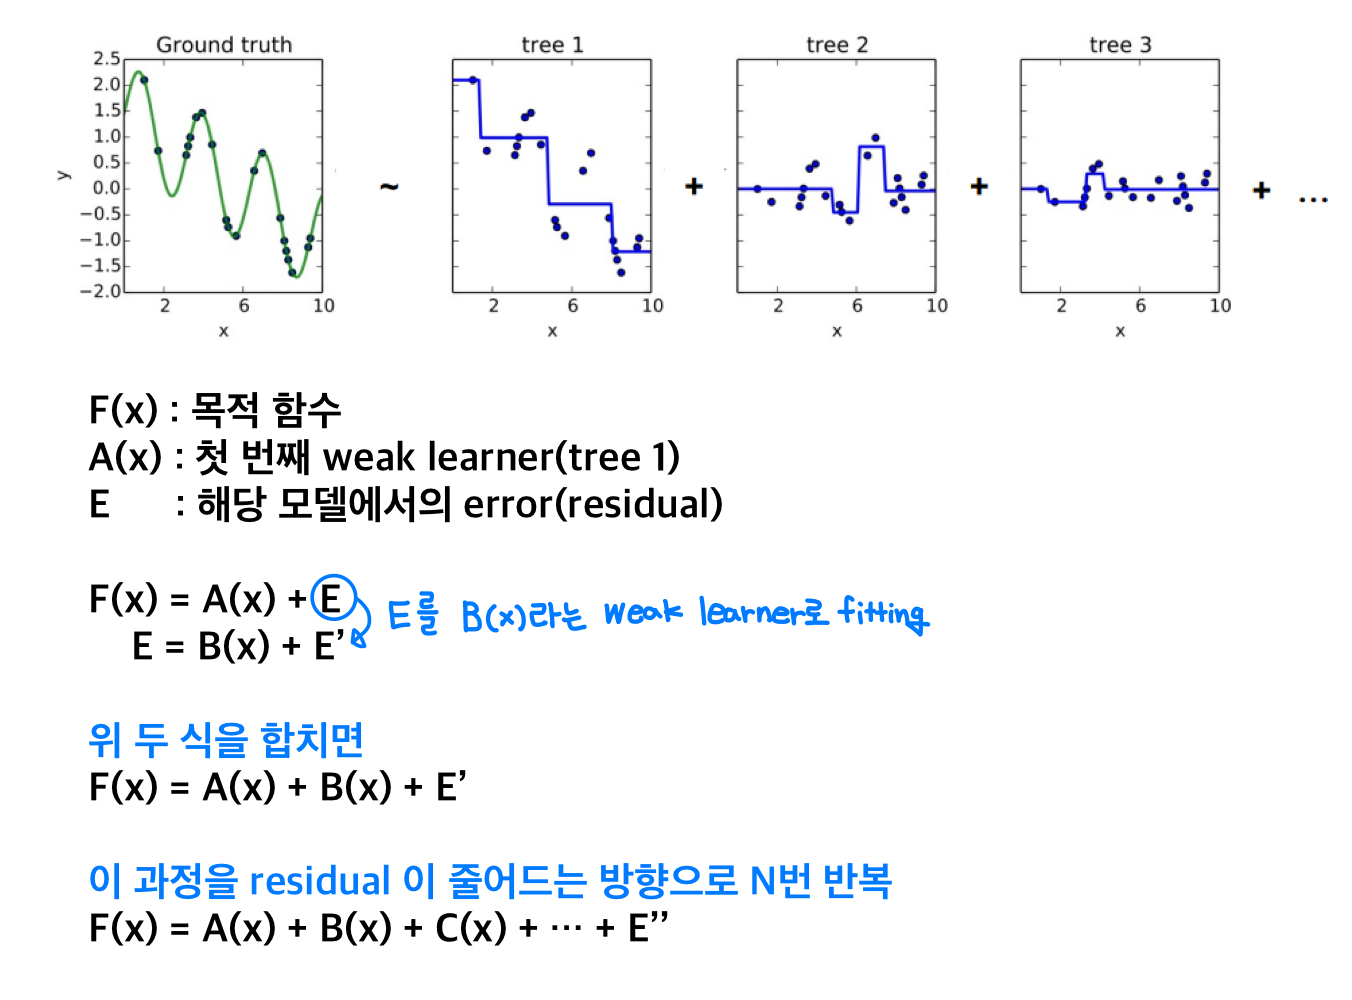 Ground truth
tree 1
tree 2
tree 3
2.5
2.0
1.5
1.0
0.5
0.0
−0.5
−1.0
−1.5
−2.0
y
~
+
+
+ ...
2 6 10
2 6 10
2 6 10
2 6 10
x
x
x
x
F(x) : 목적 함수
A(x) : 첫 번째 weak learner(tree 1)
E : 해당 모델에서의 error(residual)
F(x) = A(x) + E
E를 B(x)라는 weak learner로 fitting
E = B(x) + E’
위 두 식을 합치면
F(x) = A(x) + B(x) + E’
이 과정을 residual 이 줄어드는 방향으로 N번 반복
F(x) = A(x) + B(x) + C(x) + ··· + E’’